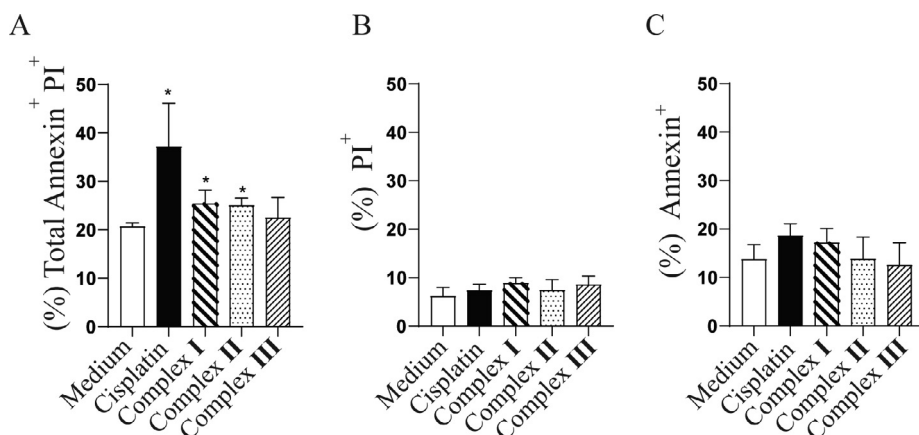 A
B
C
(%) Total Annexin⁺ PI⁺
50
40
30
20
10
0
*
*
*
Medium
Cisplatin
Complex I
Complex II
Complex III
(%) PI⁺
50
40
30
20
10
0
Medium
Cisplatin
Complex I
Complex II
Complex III
(%) Annexin⁺
50
40
30
20
10
0
Medium
Cisplatin
Complex I
Complex II
Complex III